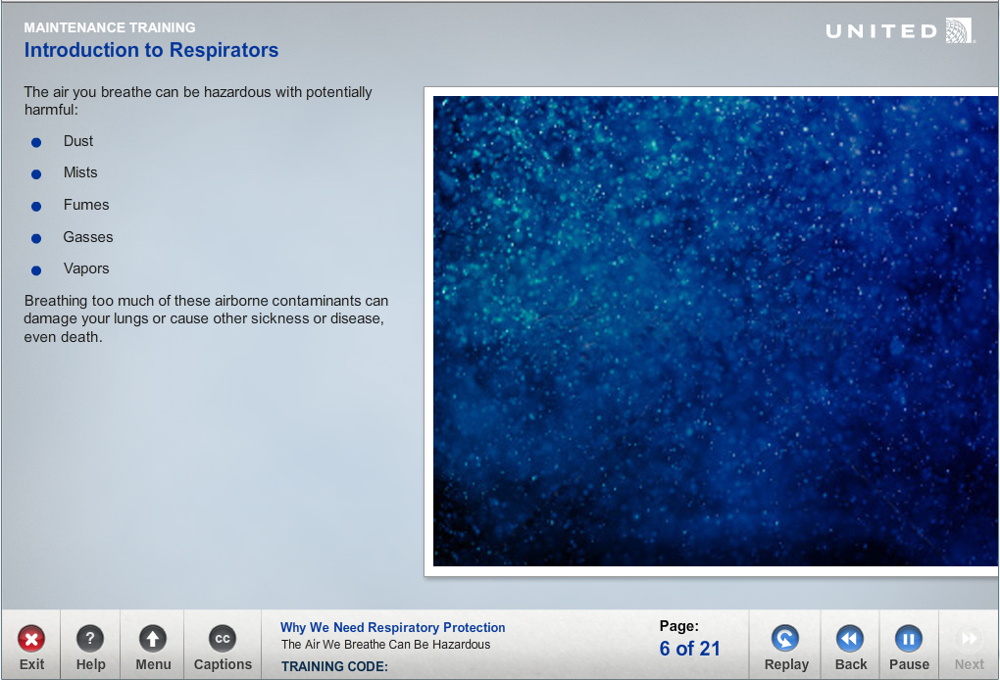 MAINTENANCE TRAINING
Introduction to Respirators
UNITED
The air you breathe can be hazardous with potentially
harmful:
Dust
Mists
Fumes
Gasses
Vapors
Breathing too much of these airborne contaminants can
damage your lungs or cause other sickness or disease,
even death.
Exit
? Help
Menu
CC Captions
Why We Need Respiratory Protection
The Air We Breathe Can Be Hazardous
TRAINING CODE:
Page:
6 of 21
Replay
Back
Pause
Next